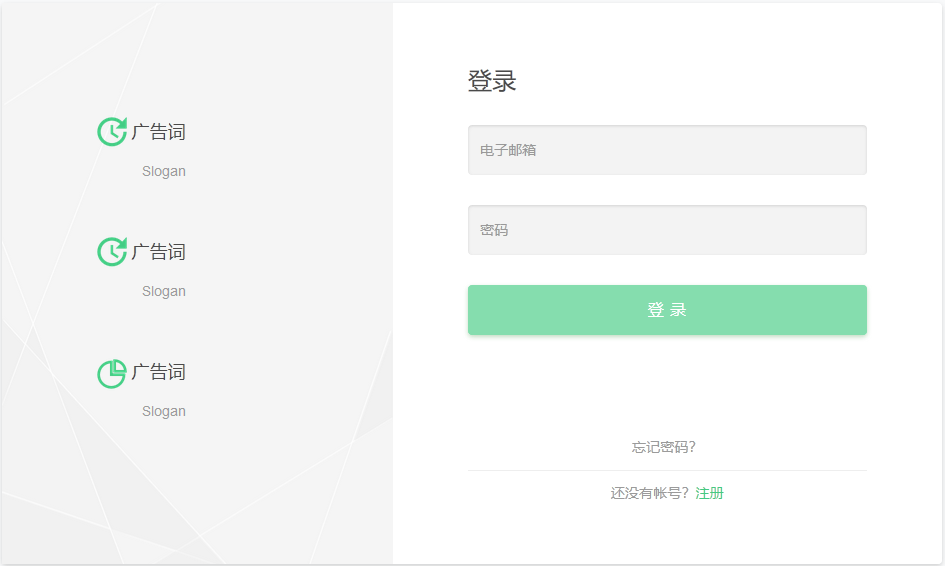 广告词
Slogan
广告词
Slogan
广告词
Slogan
登录
电子邮箱
密码
登 录
忘记密码?
还没有帐号? 注册